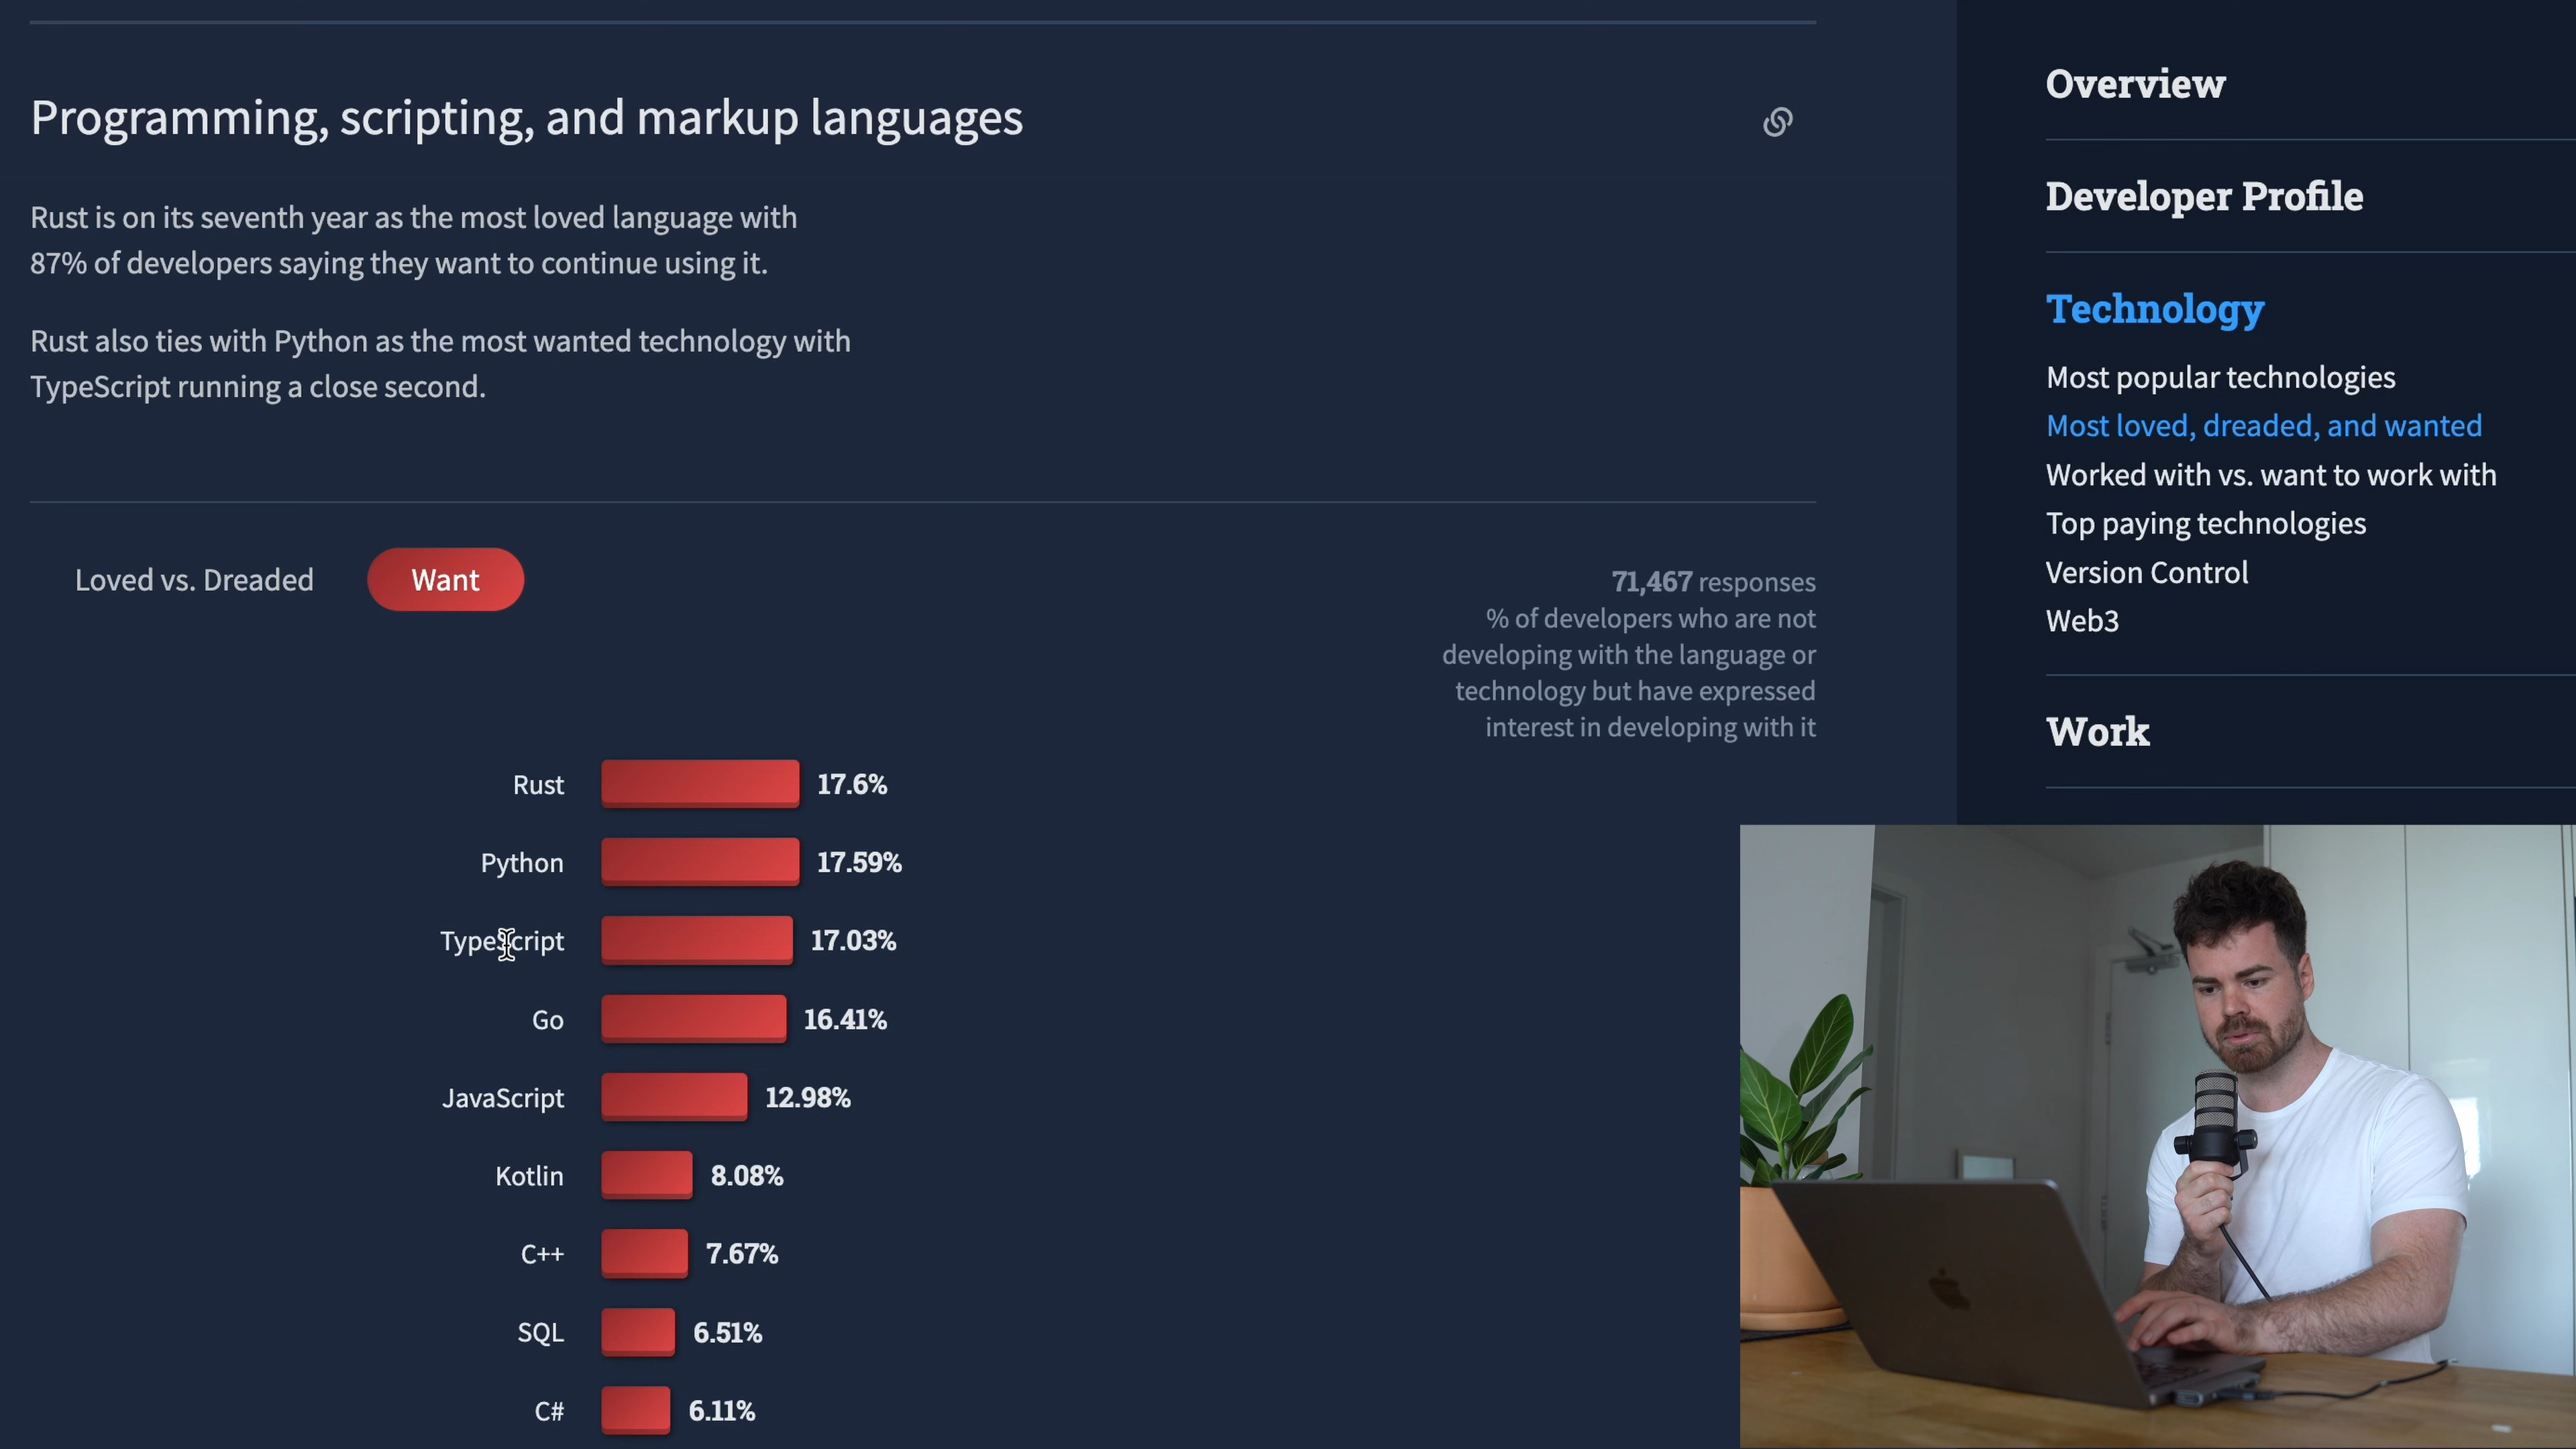 Programming, scripting, and markup languages
Rust is on its seventh year as the most loved language with
87% of developers saying they want to continue using it.
Rust also ties with Python as the most wanted technology with
TypeScript running a close second.
Loved vs. Dreaded
Want
71,467 responses
% of developers who are not
developing with the language or
technology but have expressed
interest in developing with it
Rust 17.6%
Python 17.59%
TypeScript 17.03%
Go 16.41%
JavaScript 12.98%
Kotlin 8.08%
C++ 7.67%
SQL 6.51%
C# 6.11%
Overview
Developer Profile
Technology
Most popular technologies
Most loved, dreaded, and wanted
Worked with vs. want to work with
Top paying technologies
Version Control
Web3
Work